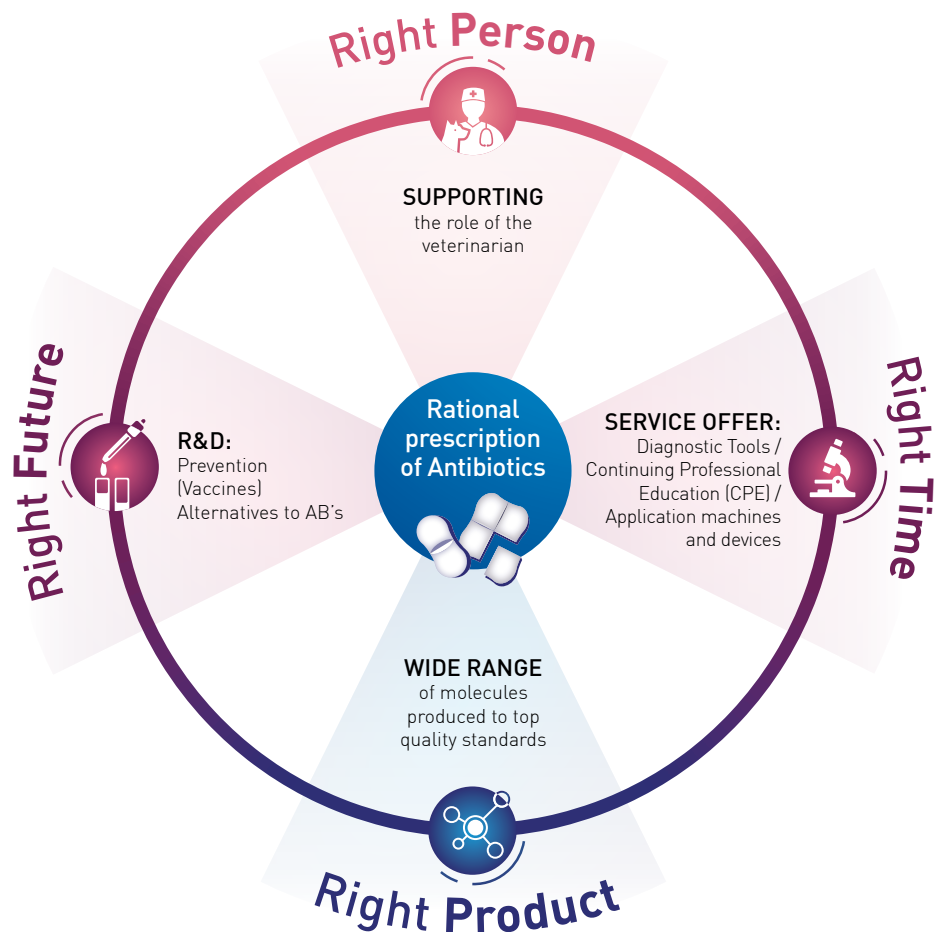 Right Person
SUPPORTING
the role of the
veterinarian
Right Future
R&D:
Prevention
(Vaccines)
Alternatives to AB's
Rational
prescription
of Antibiotics
SERVICE OFFER:
Diagnostic Tools /
Continuing Professional
Education (CPE) /
Application machines
and devices
Right Time
WIDE RANGE
of molecules
produced to top
quality standards
Right Product